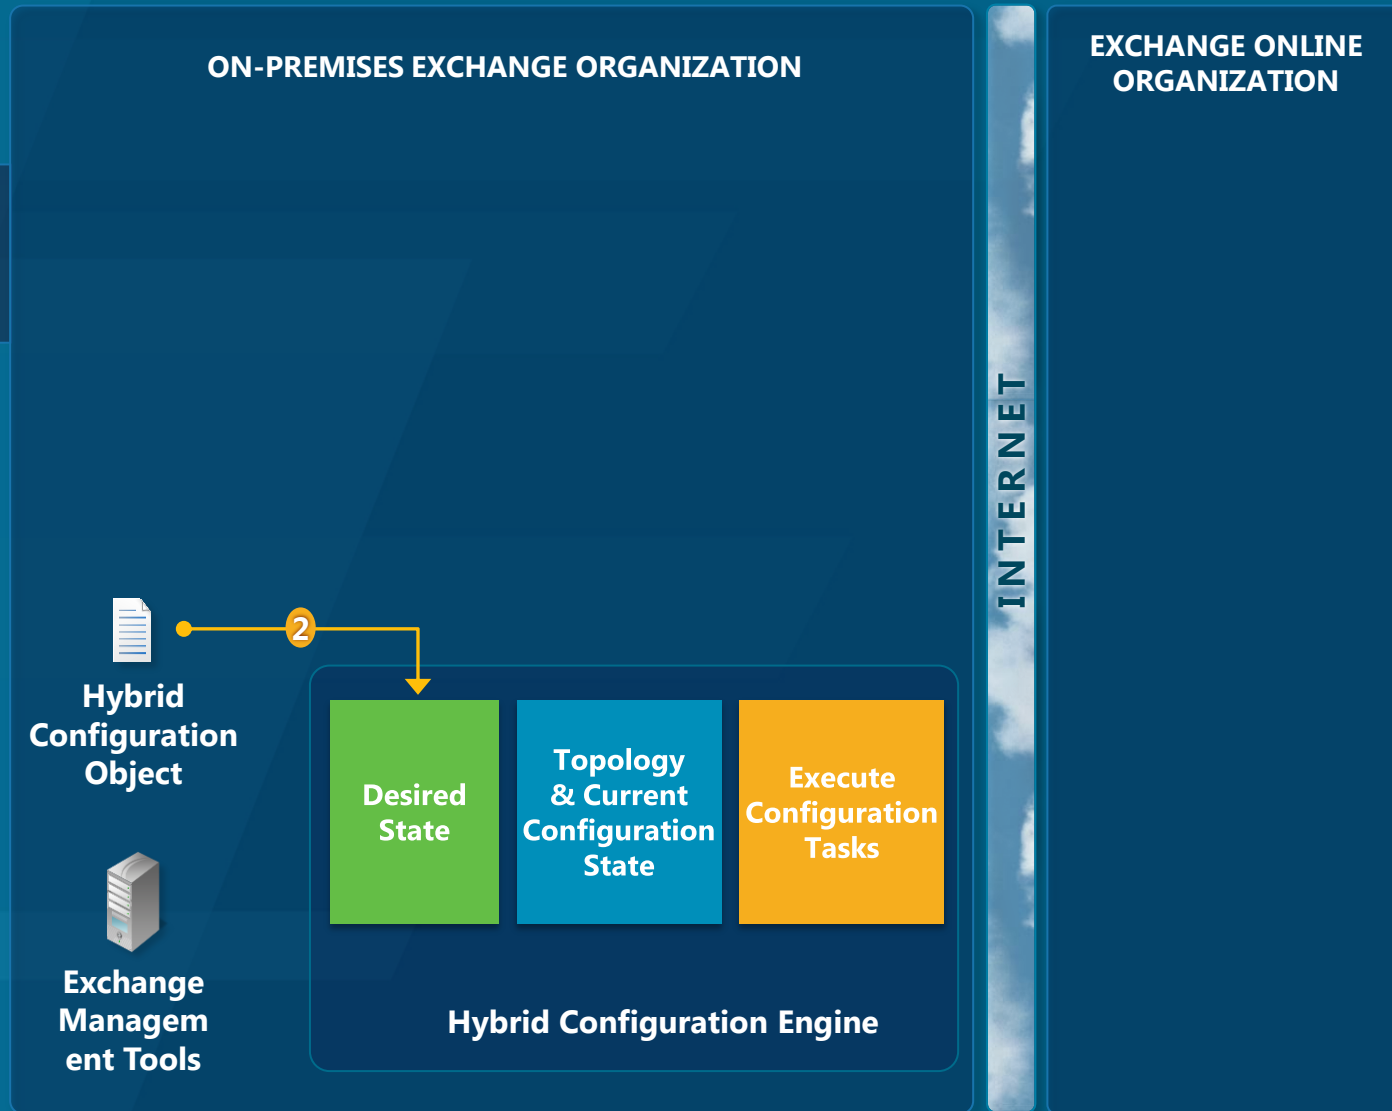 ON-PREMISES EXCHANGE ORGANIZATION
EXCHANGE ONLINE
ORGANIZATION
INTERNET
2
Hybrid
Configuration
Object
Desired
State
Topology
& Current
Configuration
State
Execute
Configuration
Tasks
Exchange
Managem
ent Tools
Hybrid Configuration Engine